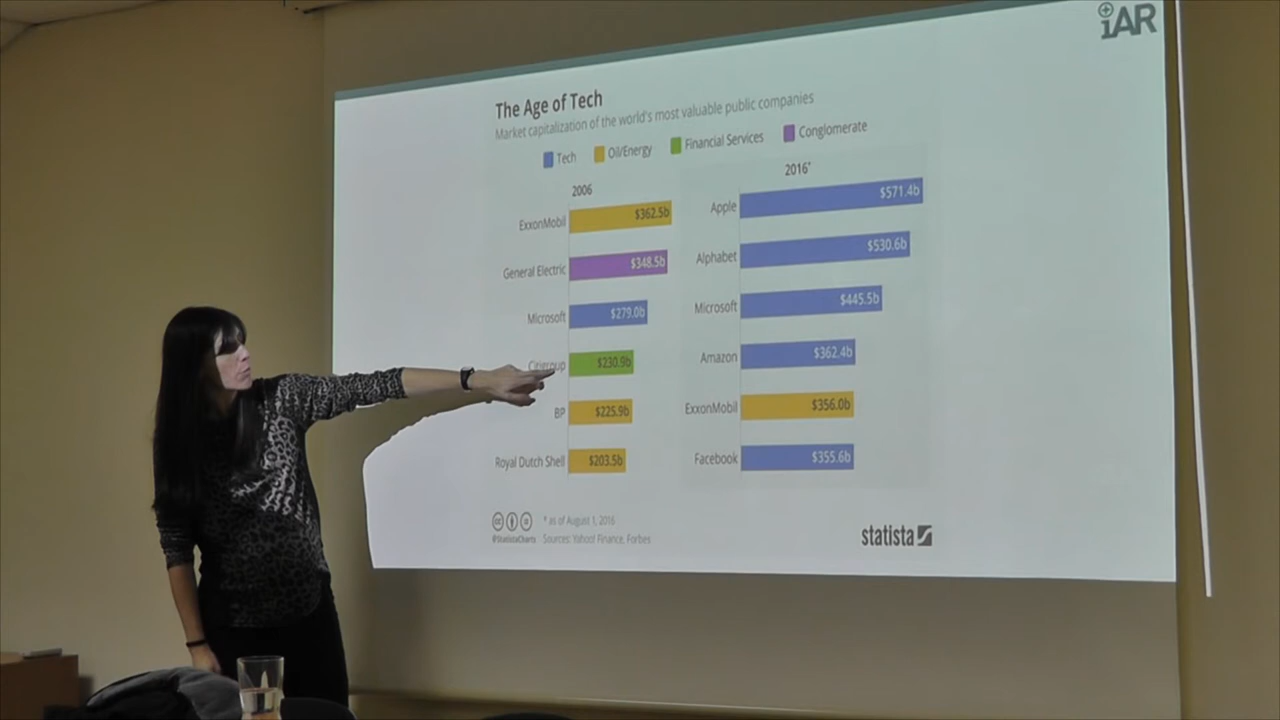 iAR
The Age of Tech
Market capitalization of the world's most valuable public companies
Tech Oil/Energy Financial Services Conglomerate
2006
ExxonMobil $362.5b
General Electric $348.5b
Microsoft $279.0b
Citigroup $230.9b
BP $225.9b
Royal Dutch Shell $203.5b
2016*
Apple $571.4b
Alphabet $530.6b
Microsoft $445.5b
Amazon $362.4b
ExxonMobil $356.0b
Facebook $355.6b
cc
@StatistaCharts
* as of August 1, 2016
Sources: Yahoo! Finance, Forbes
statista